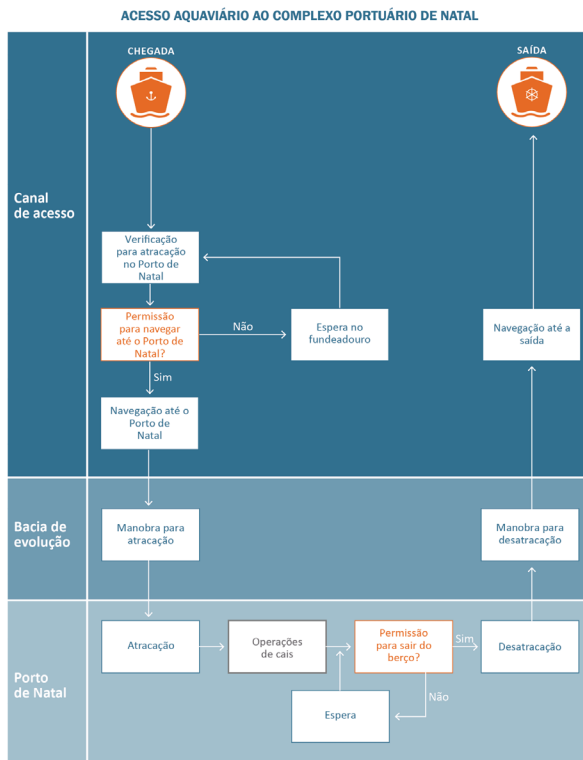 ACESSO AQUAVIÁRIO AO COMPLEXO PORTUÁRIO DE NATAL
CHEGADA
SAÍDA
Canal
de acesso
Verificação
para atracação
no Porto de
Natal
Permissão
para navegar
até o Porto de
Natal?
Não
Espera no
fundeadouro
Navegação até a
saída
Sim
Navegação até o
Porto de
Natal
Bacia de
evolução
Manobra para
atracação
Manobra para
desatracação
Porto
de Natal
Atracação
Operações
de cais
Permissão
para sair do
berço?
Sim
Desatracação
Não
Espera